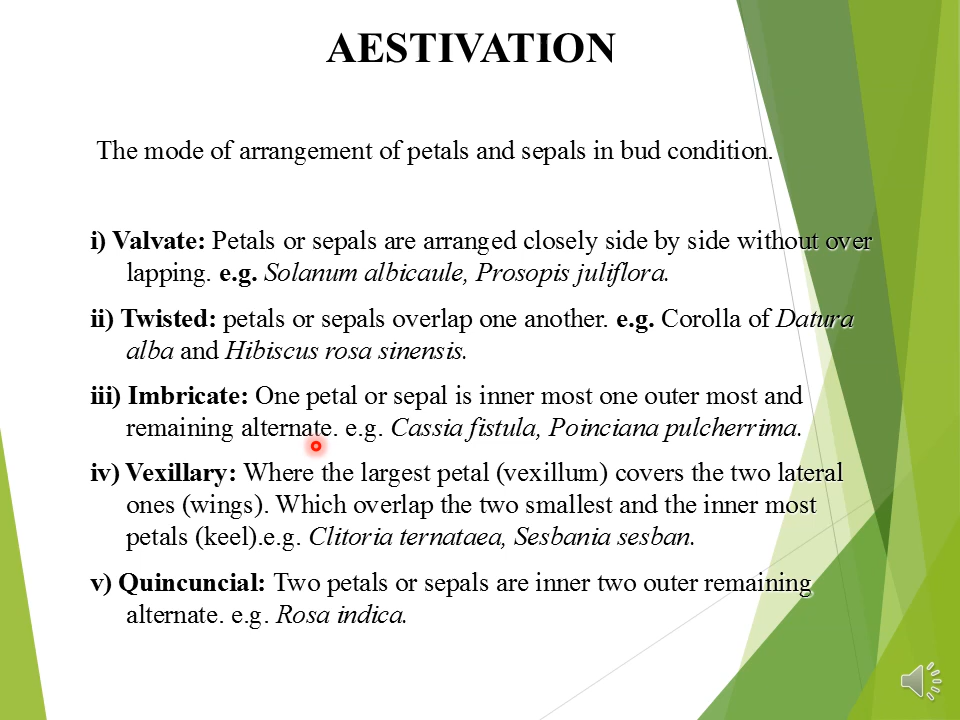 AESTIVATION
The mode of arrangement of petals and sepals in bud condition.
i) Valvate: Petals or sepals are arranged closely side by side without over
lapping. e.g. Solanum albicaule, Prosopis juliflora.
ii) Twisted: petals or sepals overlap one another. e.g. Corolla of Datura
alba and Hibiscus rosa sinensis.
iii) Imbricate: One petal or sepal is inner most one outer most and
remaining alternate. e.g. Cassia fistula, Poinciana pulcherrima.
iv) Vexillary: Where the largest petal (vexillum) covers the two lateral
ones (wings). Which overlap the two smallest and the inner most
petals (keel).e.g. Clitoria ternataea, Sesbania sesban.
v) Quincuncial: Two petals or sepals are inner two outer remaining
alternate. e.g. Rosa indica.